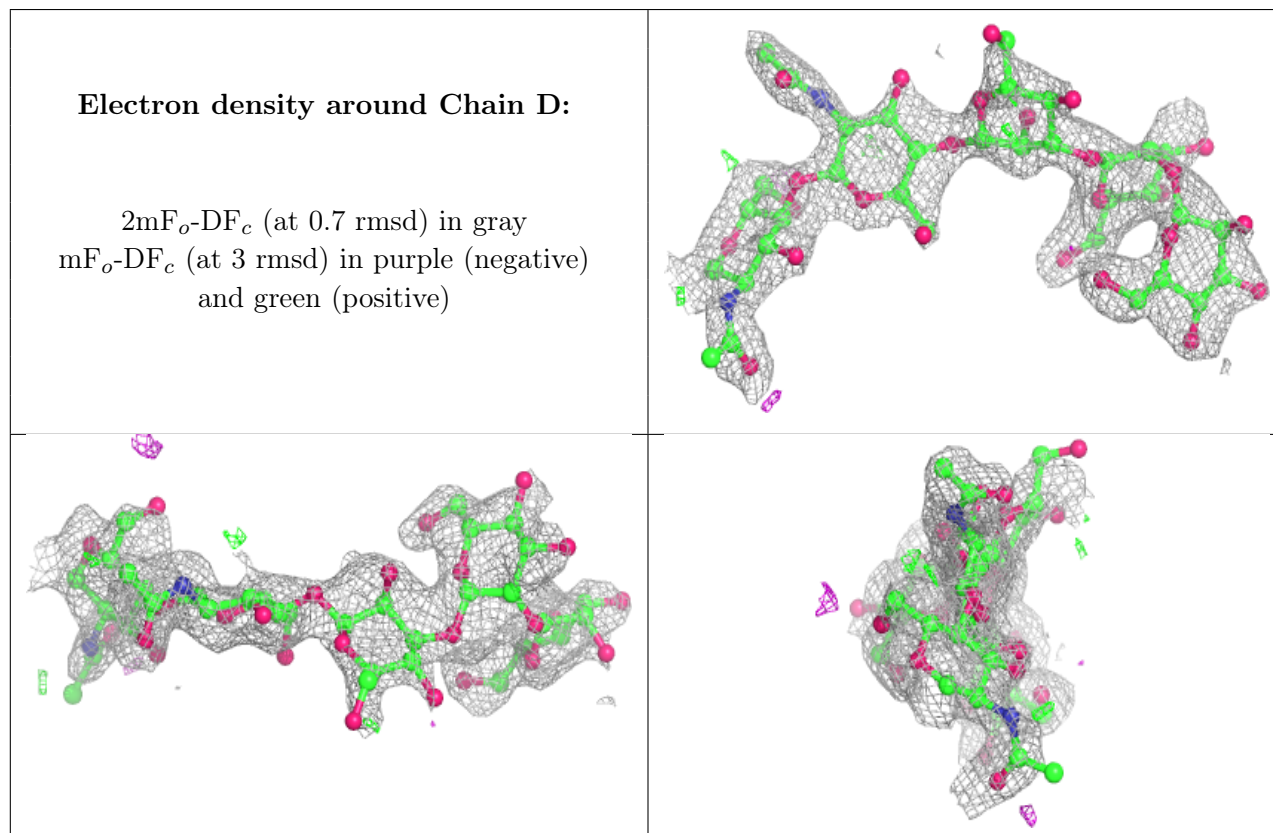 Electron density around Chain D:
2mFo-DFc (at 0.7 rmsd) in gray
mFo-DFc (at 3 rmsd) in purple (negative)
and green (positive)